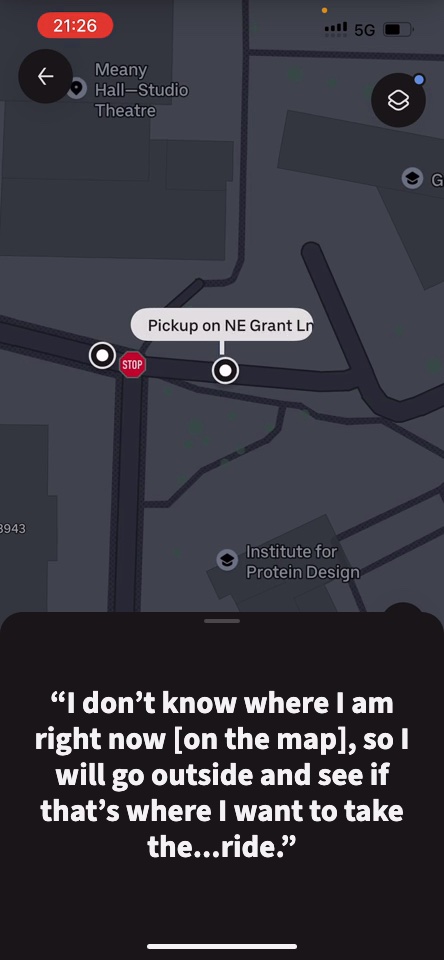 21:26
5G
Meany
Hall—Studio
Theatre
G
Pickup on NE Grant Ln
STOP
3943
Institute for
Protein Design
“I don’t know where I am
right now [on the map], so I
will go outside and see if
that’s where I want to take
the...ride.”